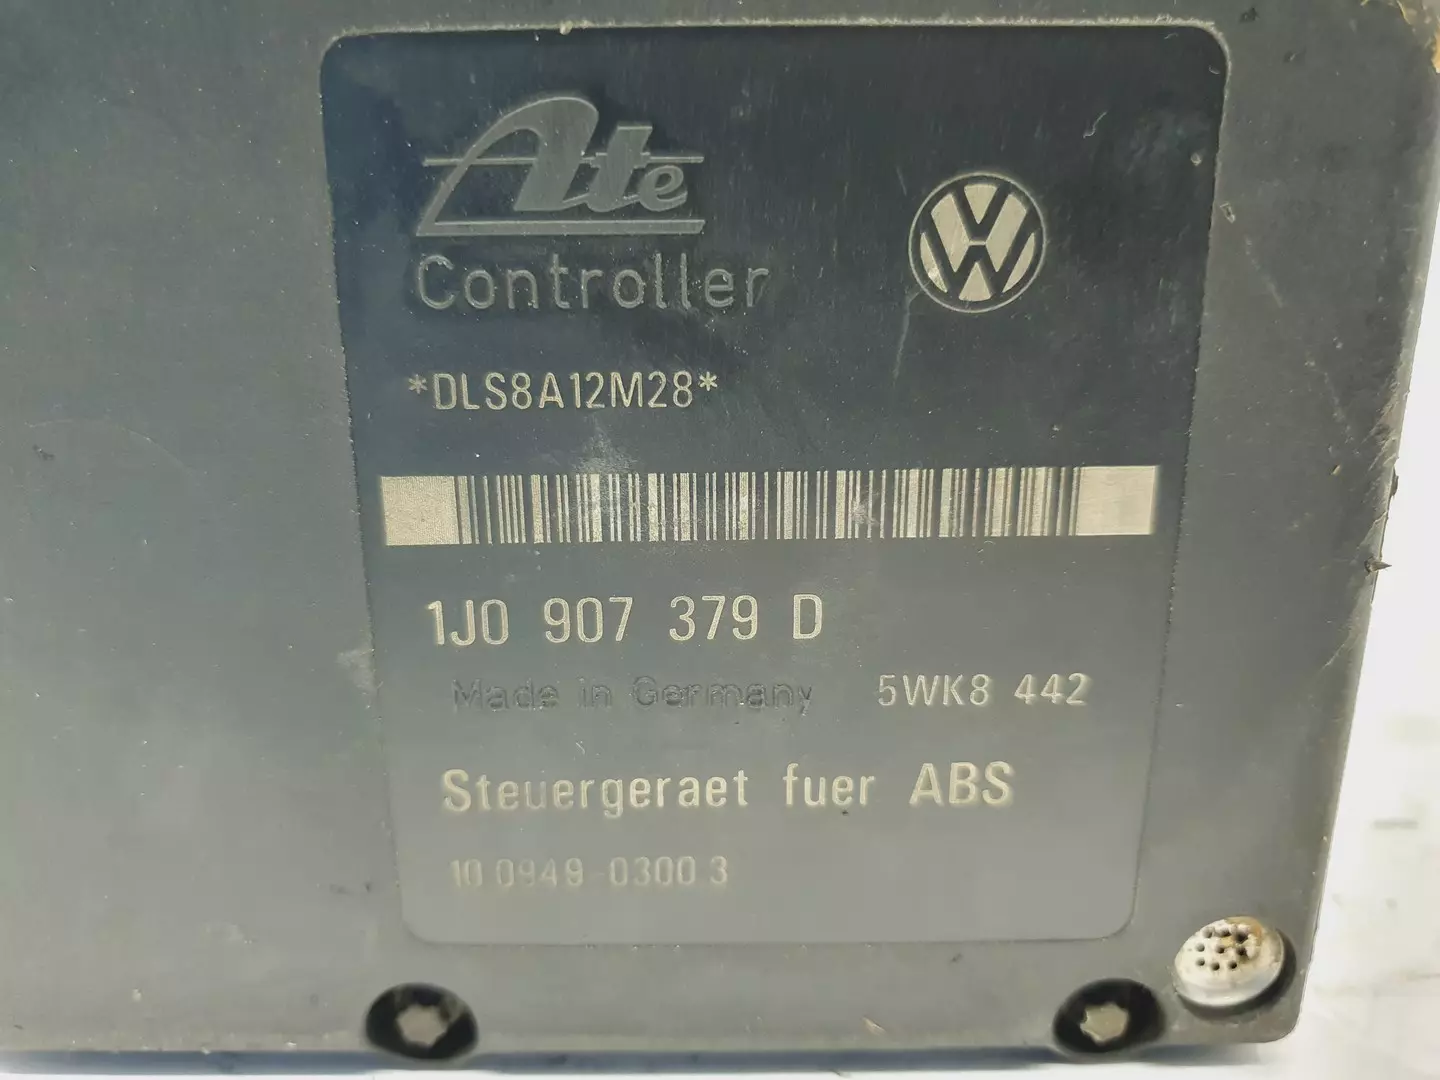 Ate
Controller
*DLS8A12M28*
1J0 907 379 D
Made in Germany 5WK8 442
Steuergeraet fuer ABS
10 0949-0300 3